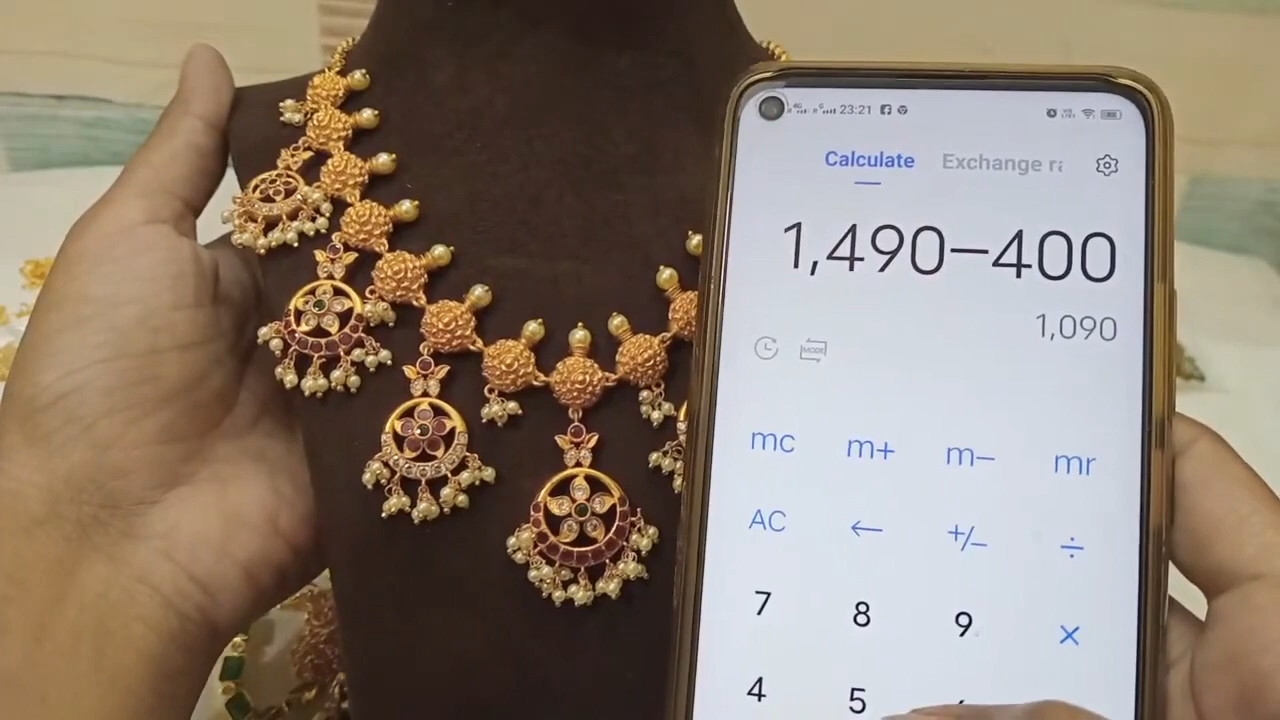 4G 23:21
Calculate Exchange ra
1,490−400
1,090
MODE
mc m+ m− mr
AC ← +/− ÷
7 8 9 ×
4 5